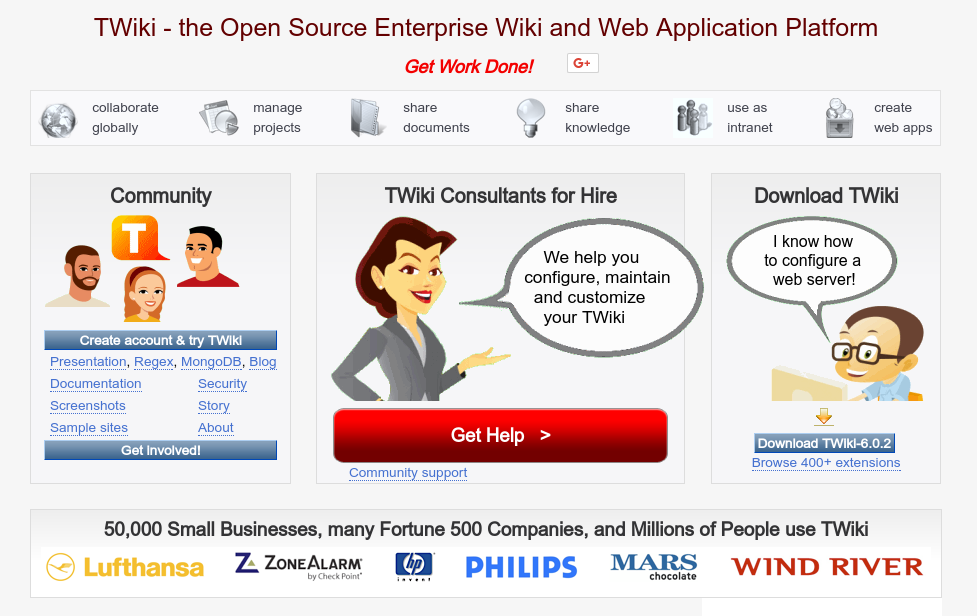 TWiki - the Open Source Enterprise Wiki and Web Application Platform
Get Work Done!
G+
collaborate
globally
manage
projects
share
documents
share
knowledge
use as
intranet
create
web apps
Community
T
Create account & try TWiki
Presentation, Regex, MongoDB, Blog
Documentation
Security
Screenshots
Story
Sample sites
About
Get Involved!
TWiki Consultants for Hire
We help you
configure, maintain
and customize
your TWiki
Get Help >
Community support
Download TWiki
I know how
to configure a
web server!
Download TWiki-6.0.2
Browse 400+ extensions
50,000 Small Businesses, many Fortune 500 Companies, and Millions of People use TWiki
Lufthansa
Z ZONEALARM
by Check Point
hp
invent
PHILIPS
MARS
chocolate
WIND RIVER